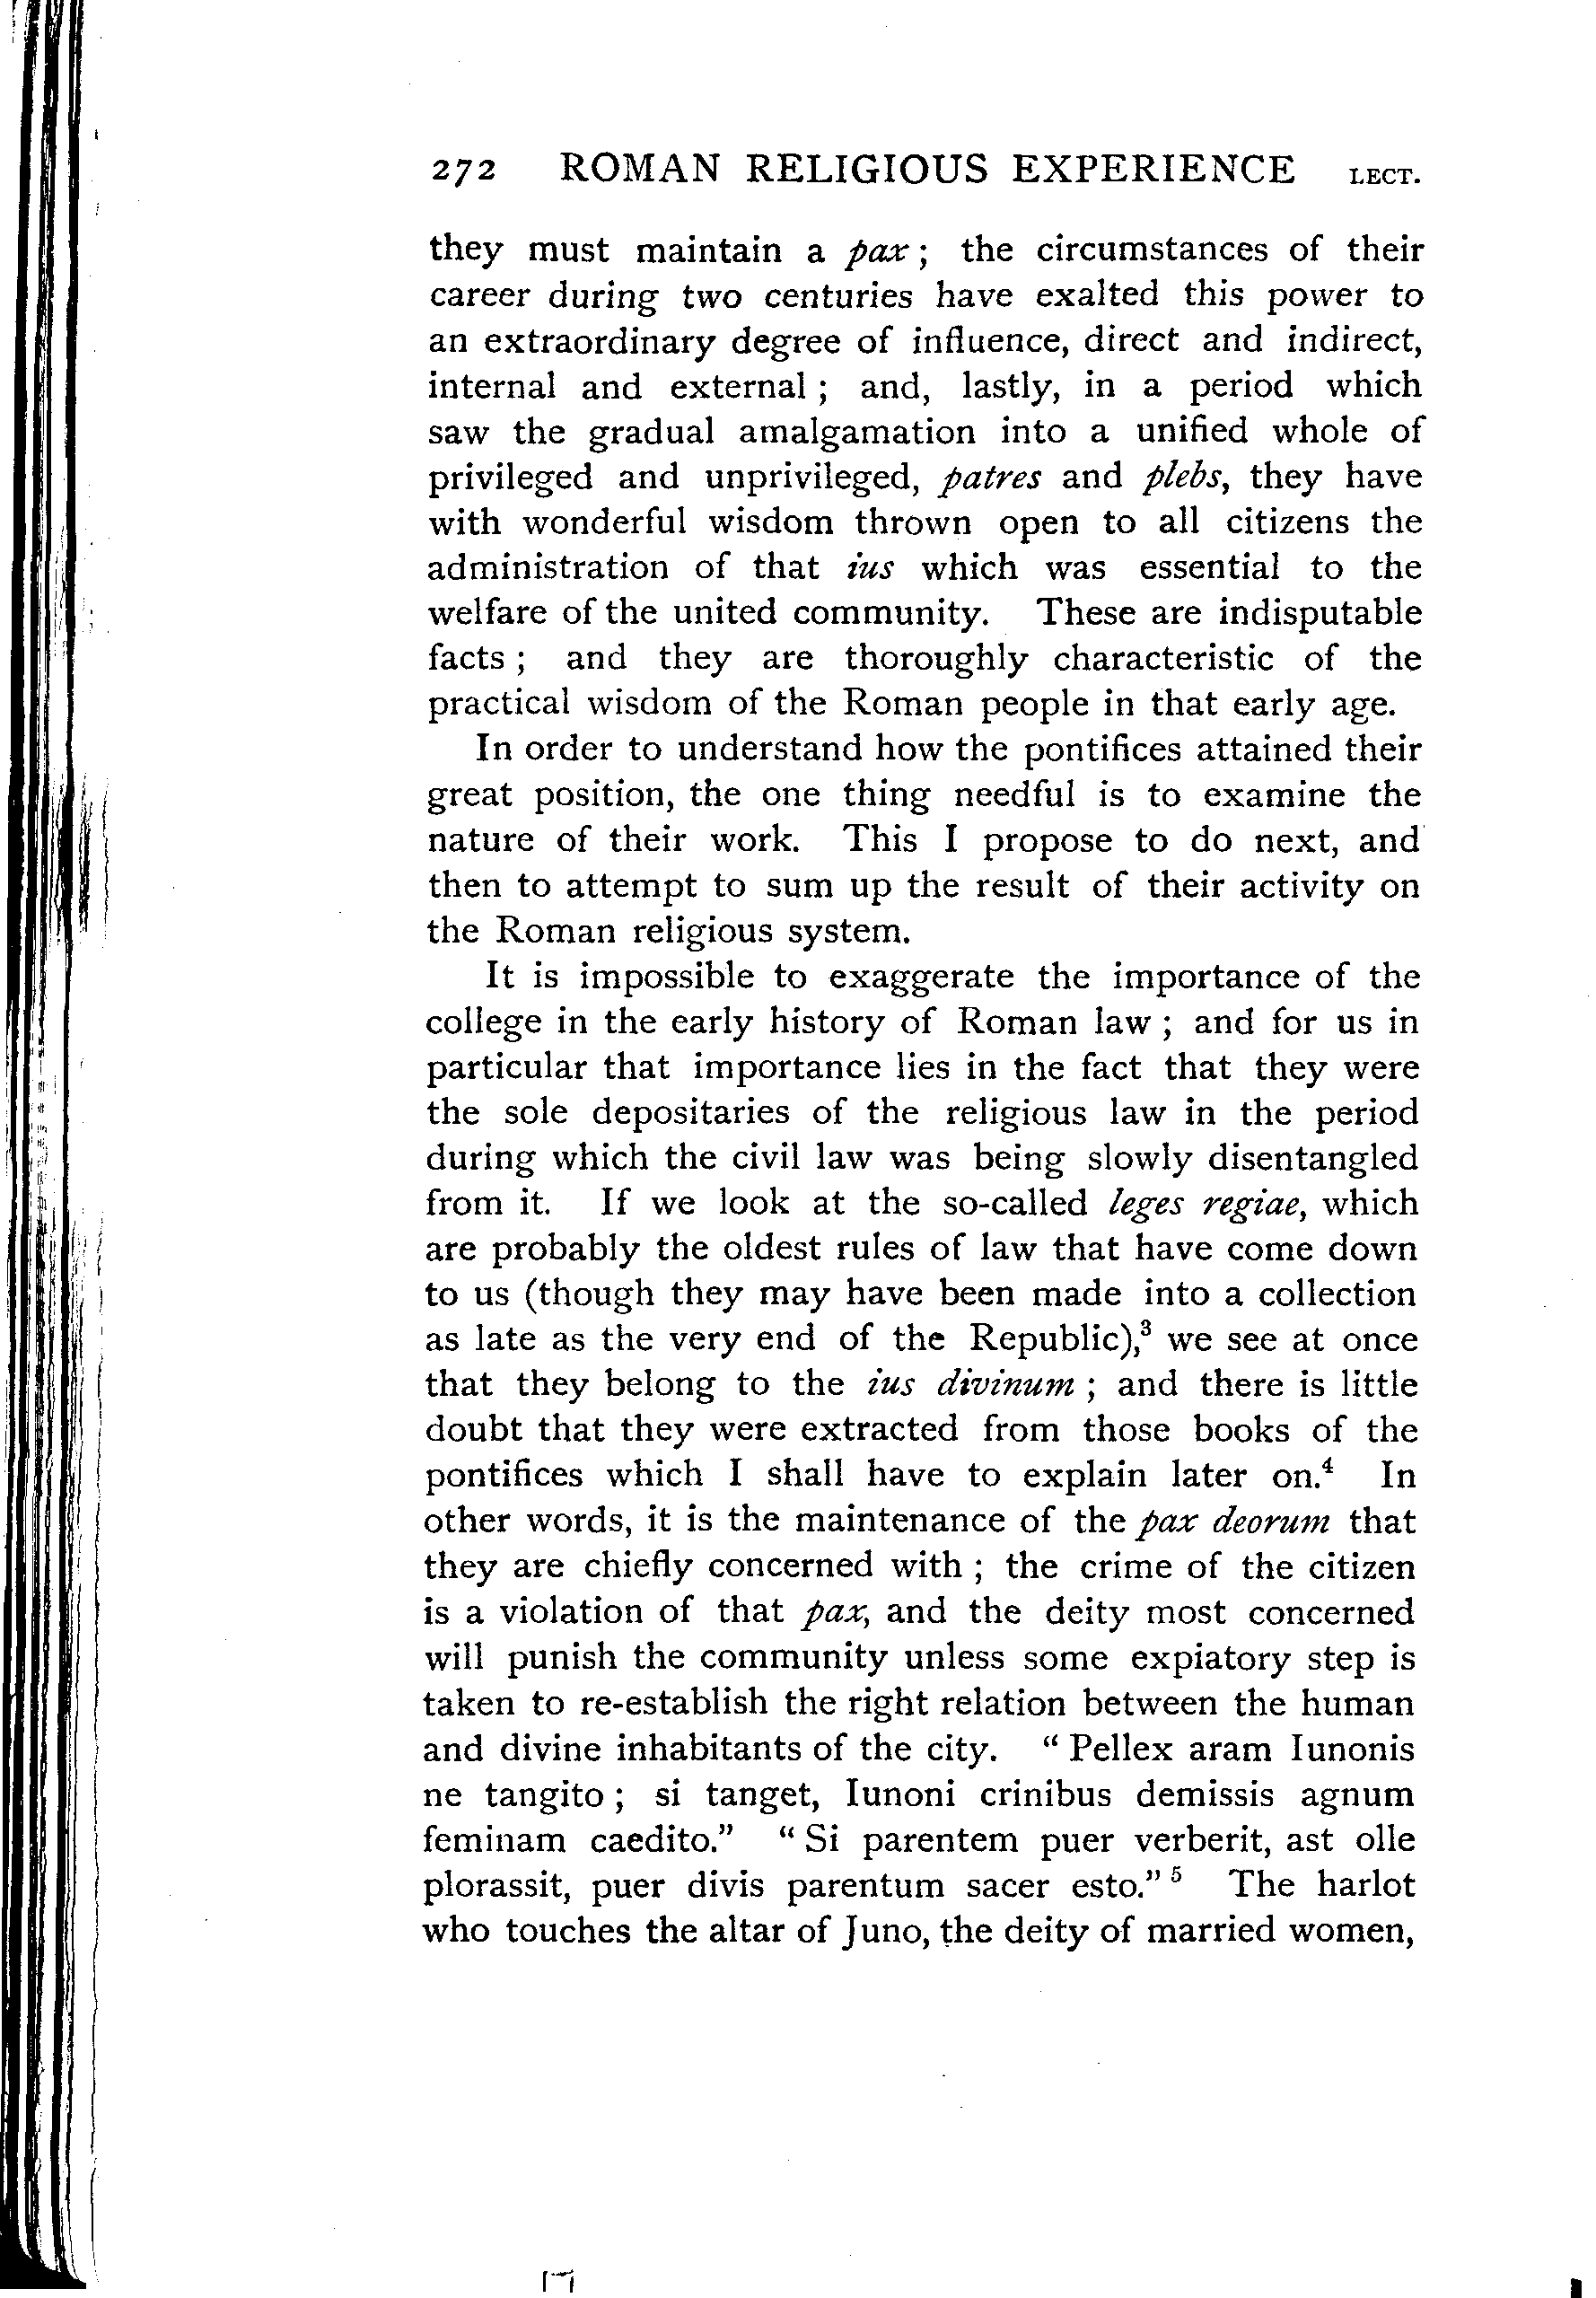 272 ROMAN RELIGIOUS EXPERIENCE LECT.
they must maintain a pax ; the circumstances of their
career during two centuries have exalted this power to
an extraordinary degree of influence, direct and indirect,
internal and external ; and, lastly, in a period which
saw the gradual amalgamation into a unified whole of
privileged and unprivileged, patres and plebs, they have
with wonderful wisdom thrown open to all citizens the
administration of that ius which was essential to the
welfare of the united community. These are indisputable
facts ; and they are thoroughly characteristic of the
practical wisdom of the Roman people in that early age.
In order to understand how the pontifices attained their
great position, the one thing needful is to examine the
nature of their work. This I propose to do next, and
then to attempt to sum up the result of their activity on
the Roman religious system.
It is impossible to exaggerate the importance of the
college in the early history of Roman law ; and for us in
particular that importance lies in the fact that they were
the sole depositaries of the religious law in the period
during which the civil law was being slowly disentangled
from it. If we look at the so-called leges regiae, which
are probably the oldest rules of law that have come down
to us (though they may have been made into a collection
as late as the very end of the Republic),³ we see at once
that they belong to the ius divinum ; and there is little
doubt that they were extracted from those books of the
pontifices which I shall have to explain later on.⁴ In
other words, it is the maintenance of the pax deorum that
they are chiefly concerned with ; the crime of the citizen
is a violation of that pax, and the deity most concerned
will punish the community unless some expiatory step is
taken to re-establish the right relation between the human
and divine inhabitants of the city. “ Pellex aram Iunonis
ne tangito ; si tanget, Iunoni crinibus demissis agnum
feminam caedito.” “ Si parentem puer verberit, ast olle
plorassit, puer divis parentum sacer esto.” ⁵ The harlot
who touches the altar of Juno, the deity of married women,